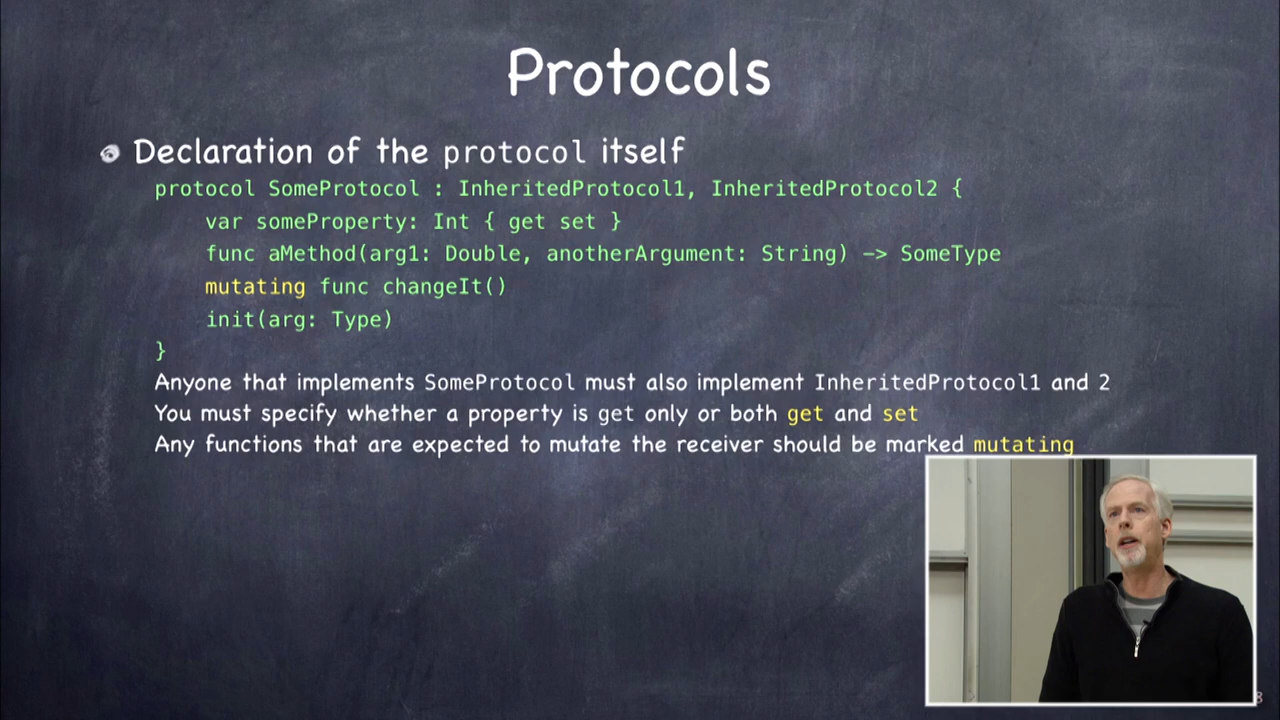 Protocols
Declaration of the protocol itself
protocol SomeProtocol : InheritedProtocol1, InheritedProtocol2 {
var someProperty: Int { get set }
func aMethod(arg1: Double, anotherArgument: String) -> SomeType
mutating func changeIt()
init(arg: Type)
}
Anyone that implements SomeProtocol must also implement InheritedProtocol1 and 2
You must specify whether a property is get only or both get and set
Any functions that are expected to mutate the receiver should be marked mutating